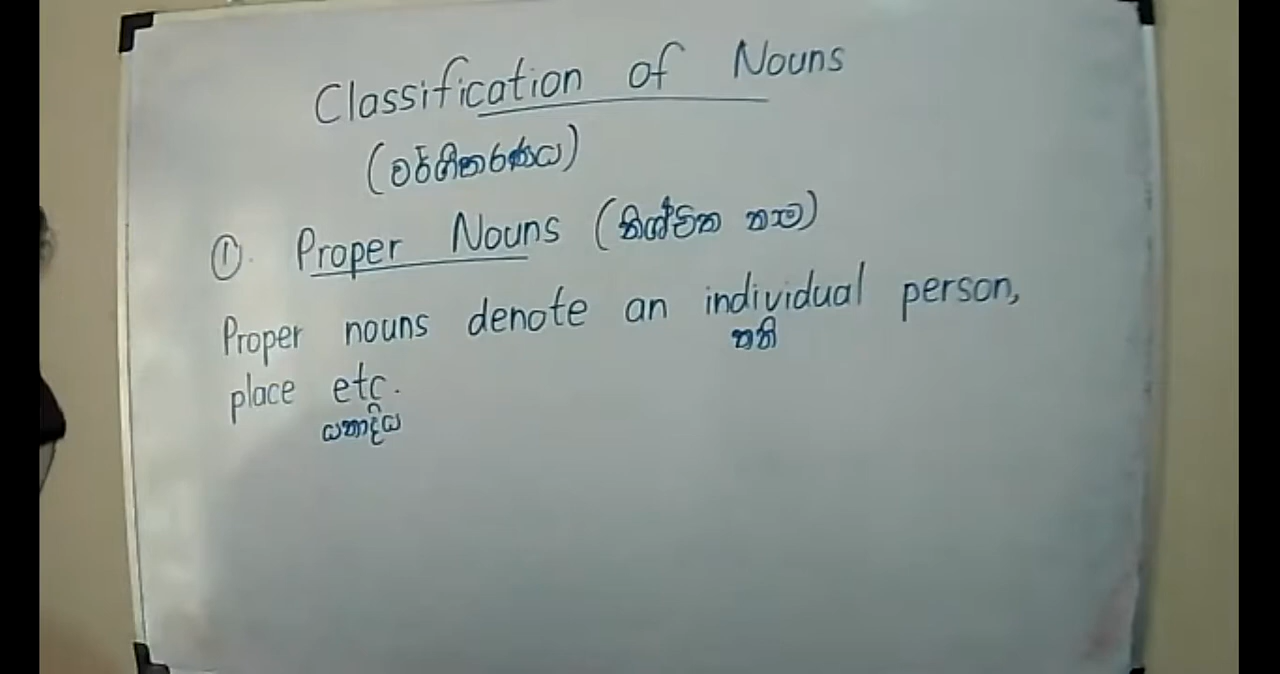 Classification of Nouns
(වර්ගීකරණය)
①. Proper Nouns (නිශ්චිත නාම)
Proper nouns denote an individual person,
තනි
place etc.
යනාදිය